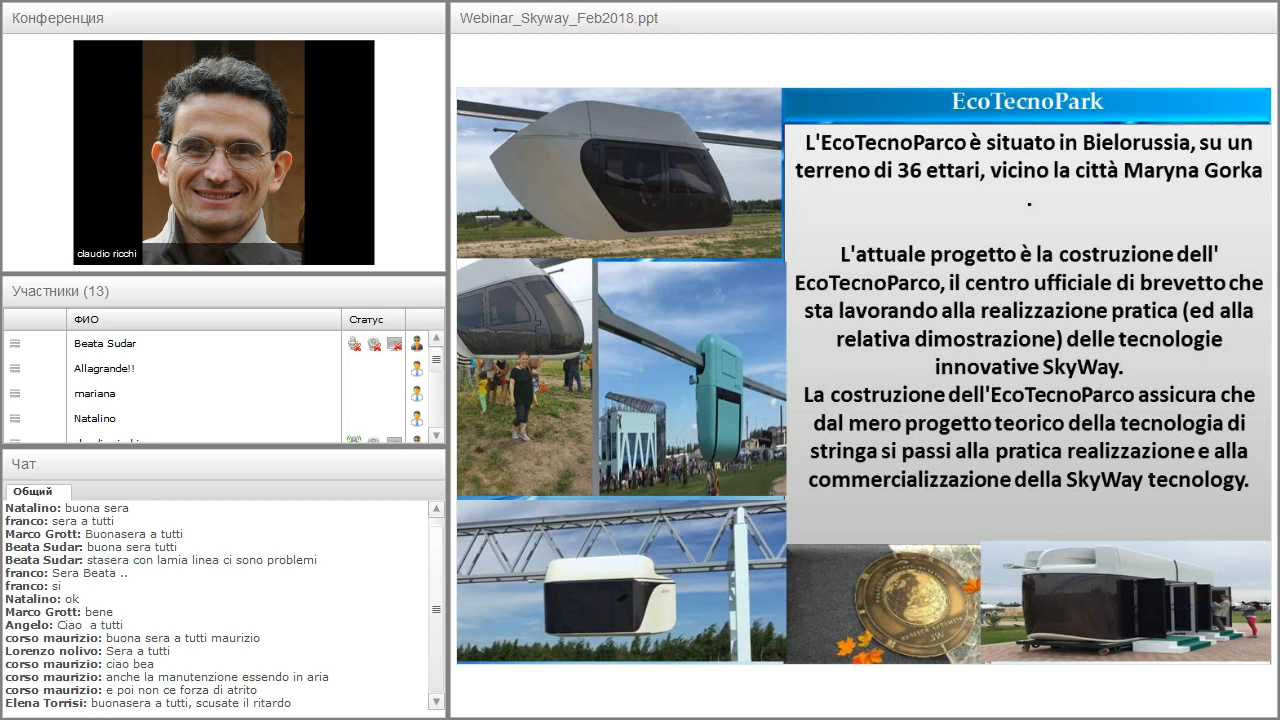 Конференция
claudio ricchi
Участники (13)
ФИО
Статус
Beata Sudar
Allagrande!!
mariana
Natalino
Чат
Общий
Natalino: buona sera
franco: sera a tutti
Marco Grott: Buonasera a tutti
Beata Sudar: buona sera tutti
Beata Sudar: stasera con lamia linea ci sono problemi
franco: Sera Beata ..
franco: si
Natalino: ok
Marco Grott: bene
Angelo: Ciao  a tutti
corso maurizio: buona sera a tutti maurizio
Lorenzo nolivo: Sera a tutti
corso maurizio: ciao bea
corso maurizio: anche la manutenzione essendo in aria
corso maurizio: e poi non ce forza di atrito
Elena Torrisi: buonasera a tutti, scusate il ritardo
Webinar_Skyway_Feb2018.ppt
EcoTecnoPark
L'EcoTecnoParco è situato in Bielorussia, su un
terreno di 36 ettari, vicino la città Maryna Gorka
.
L'attuale progetto è la costruzione dell'
EcoTecnoParco, il centro ufficiale di brevetto che
sta lavorando alla realizzazione pratica (ed alla
relativa dimostrazione) delle tecnologie
innovative SkyWay.
La costruzione dell'EcoTecnoParco assicura che
dal mero progetto teorico della tecnologia di
stringa si passi alla pratica realizzazione e alla
commercializzazione della SkyWay tecnology.